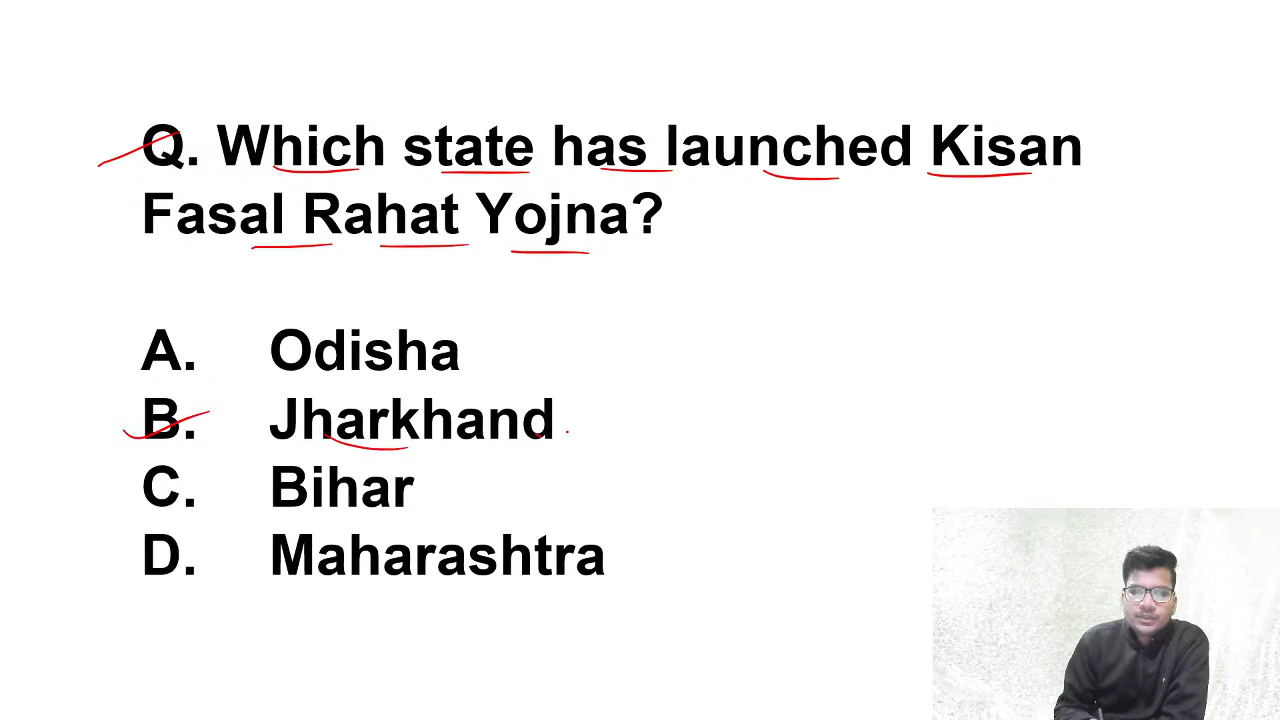 Q. Which state has launched Kisan
Fasal Rahat Yojna?
A. Odisha
B. Jharkhand
C. Bihar
D. Maharashtra